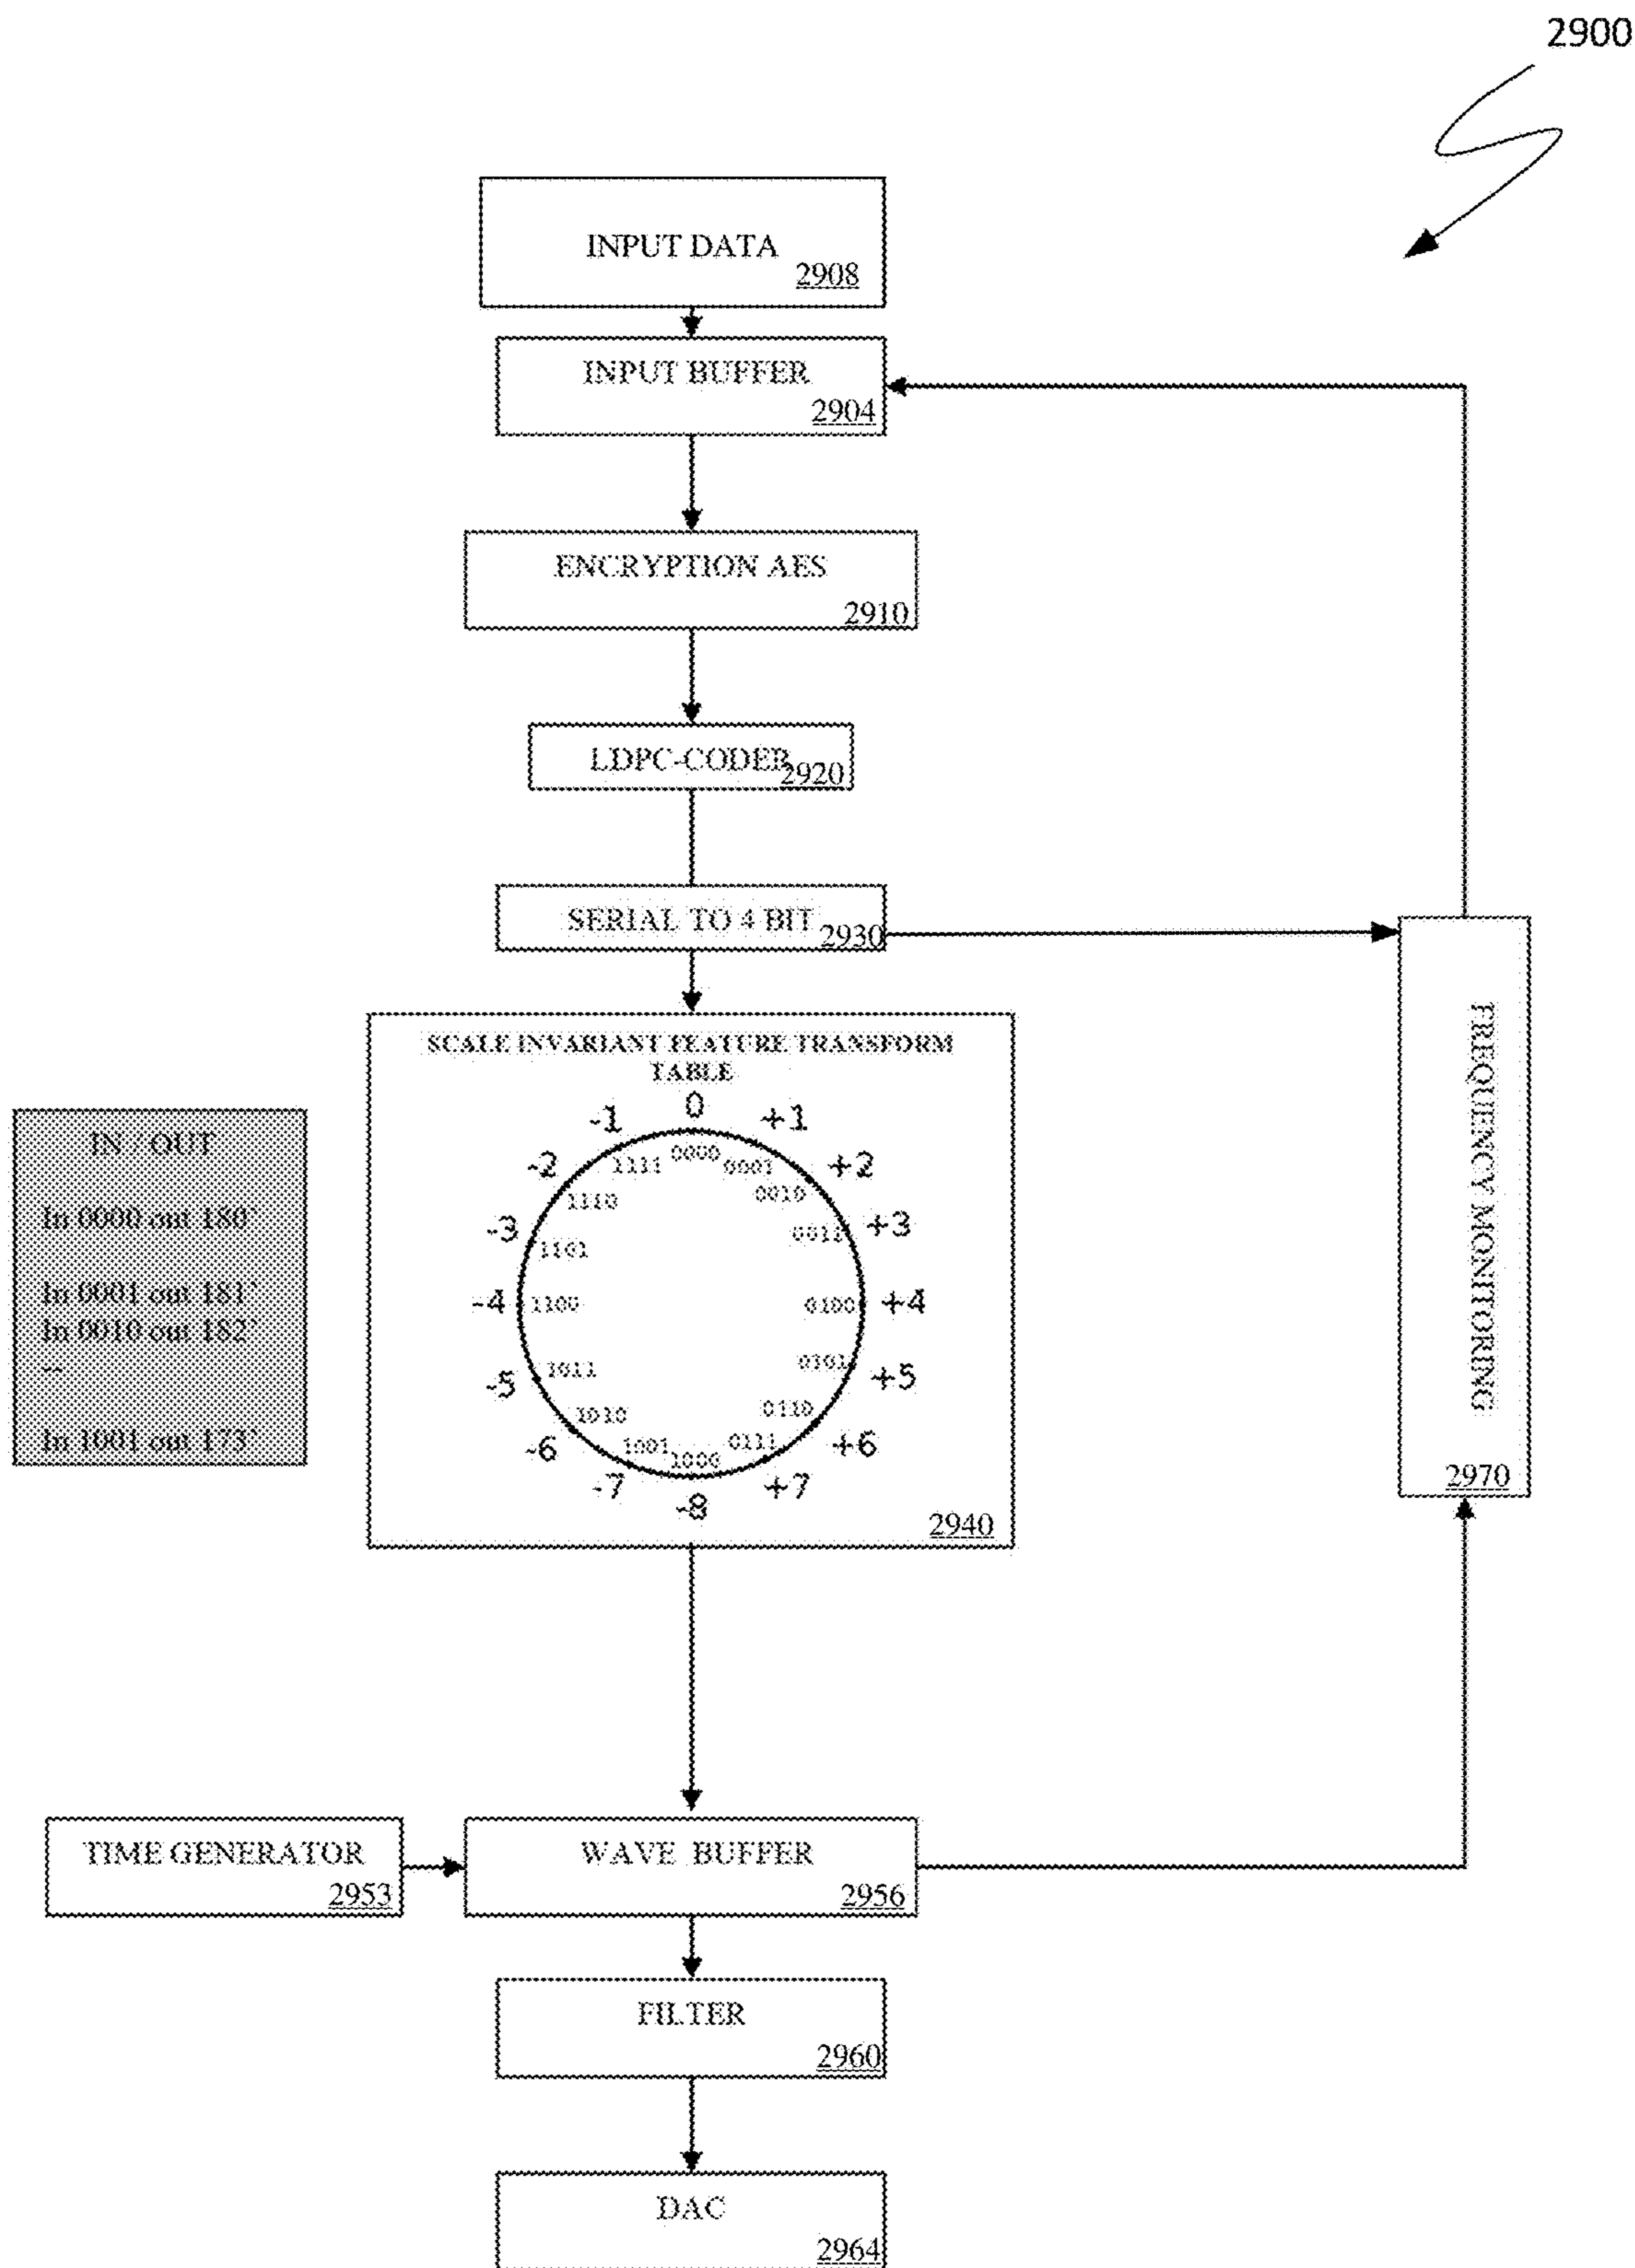 2900
INPUT DATA
2908
INPUT BUFFER
2904
ENCRYPTION AES
2910
LDPC-CODER
2920
SERIAL TO 4 BIT
2930
SCALE INVARIANT FEATURE TRANSFORM
TABLE
0
-1
+1
-2
+2
-3
+3
-4
+4
-5
+5
-6
+6
-7
+7
-8
0000
1111
0001
1110
0010
1101
0011
1100
0100
1011
0101
1010
0110
1001
0111
1000
2940
IN / OUT
In 0000 out 180°
In 0001 out 181°
In 0010 out 182°
--
In 1001 out 173°
FREQUENCY MONITORING
2970
TIME GENERATOR
2953
WAVE BUFFER
2956
FILTER
2960
DAC
2964